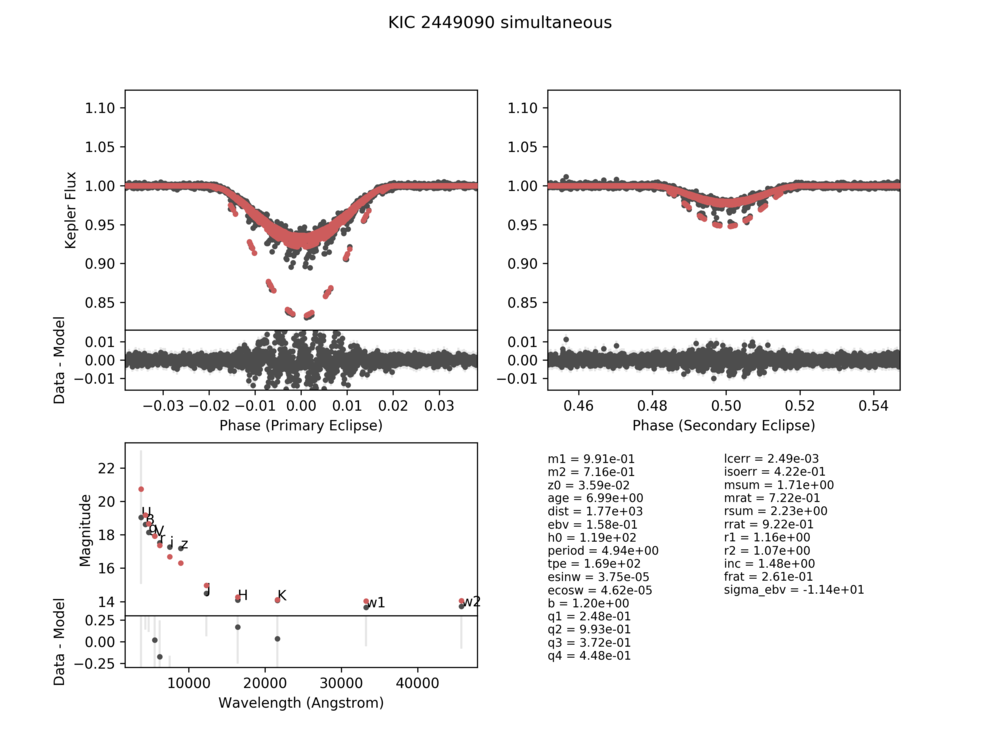 KIC 2449090 simultaneous
1.10
1.05
1.00
0.95
0.90
0.85
Kepler Flux
0.01
0.00
−0.01
Data - Model
−0.03 −0.02 −0.01 0.00 0.01 0.02 0.03
Phase (Primary Eclipse)
1.10
1.05
1.00
0.95
0.90
0.85
0.01
0.00
−0.01
0.46 0.48 0.50 0.52 0.54
Phase (Secondary Eclipse)
22
20
18
16
14
Magnitude
U
B
g
V
r
i
z
J
H
K
w1
w2
0.25
0.00
−0.25
Data - Model
10000 20000 30000 40000
Wavelength (Angstrom)
m1 = 9.91e-01
m2 = 7.16e-01
z0 = 3.59e-02
age = 6.99e+00
dist = 1.77e+03
ebv = 1.58e-01
h0 = 1.19e+02
period = 4.94e+00
tpe = 1.69e+02
esinw = 3.75e-05
ecosw = 4.62e-05
b = 1.20e+00
q1 = 2.48e-01
q2 = 9.93e-01
q3 = 3.72e-01
q4 = 4.48e-01
lcerr = 2.49e-03
isoerr = 4.22e-01
msum = 1.71e+00
mrat = 7.22e-01
rsum = 2.23e+00
rrat = 9.22e-01
r1 = 1.16e+00
r2 = 1.07e+00
inc = 1.48e+00
frat = 2.61e-01
sigma_ebv = -1.14e+01